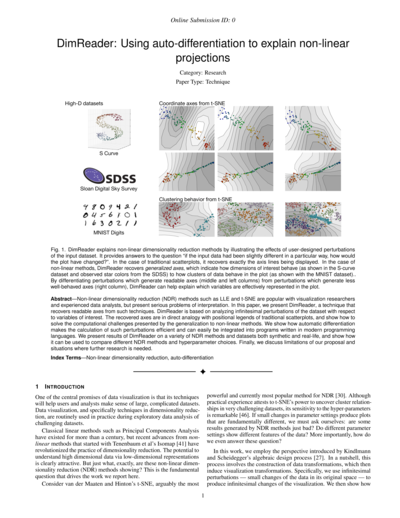 Online Submission ID: 0
DimReader: Using auto-differentiation to explain non-linear
projections
Category: Research
Paper Type: Technique
High-D datasets
Coordinate axes from t-SNE
S Curve
SDSS
Sloan Digital Sky Survey
Clustering behavior from t-SNE
MNIST Digits
Fig. 1. DimReader explains non-linear dimensionality reduction methods by illustrating the effects of user-designed perturbations
of the input dataset. It provides answers to the question "if the input data had been slightly different in a particular way, how would
the plot have changed?". In the case of traditional scatterplots, it recovers exactly the axis lines being displayed. In the case of
non-linear methods, DimReader recovers generalized axes, which indicate how dimensions of interest behave (as shown in the S-curve
dataset and observed star colors from the SDSS) to how clusters of data behave in the plot (as shown with the MNIST dataset).
By differentiating perturbations which generate readable axes (middle and left columns) from perturbations which generate less
well-behaved axes (right column), DimReader can help explain which variables are effectively represented in the plot.
Abstract—Non-linear dimensionality reduction (NDR) methods such as LLE and t-SNE are popular with visualization researchers
and experienced data analysts, but present serious problems of interpretation. In this paper, we present DimReader, a technique that
recovers readable axes from such techniques. DimReader is based on analyzing infinitesimal perturbations of the dataset with respect
to variables of interest. The recovered axes are in direct analogy with positional legends of traditional scatterplots, and show how to
solve the computational challenges presented by the generalization to non-linear methods. We show how automatic differentiation
makes the calculation of such perturbations efficient and can easily be integrated into programs written in modern programming
languages. We present results of DimReader on a variety of NDR methods and datasets both synthetic and real-life, and show how
it can be used to compare different NDR methods and hyperparameter choices. Finally, we discuss limitations of our proposal and
situations where further research is needed.
Index Terms—Non-linear dimensionality reduction, auto-differentiation
1 INTRODUCTION
One of the central promises of data visualization is that its techniques
will help users and analysts make sense of large, complicated datasets.
Data visualization, and specifically techniques in dimensionality reduc-
tion, are routinely used in practice during exploratory data analysis of
challenging datasets.
Classical linear methods such as Principal Components Analysis
have existed for more than a century, but recent advances from non-
linear methods that started with Tenenbaum et al's Isomap [41] have
revolutionized the practice of dimensionality reduction. The potential to
understand high dimensional data via low-dimensional representations
is clearly attractive. But just what, exactly, are these non-linear dimen-
sionality reduction (NDR) methods showing? This is the fundamental
question that drives the work we report here.
Consider van der Maaten and Hinton's t-SNE, arguably the most
powerful and currently most popular method for NDR [30]. Although
practical experience attests to t-SNE's power to uncover cluster relation-
ships in very challenging datasets, its sensitivity to the hyper-parameters
is remarkable [46]. If small changes in parameter settings produce plots
that are fundamentally different, we must ask ourselves: are some
results generated by NDR methods just bad? Do different parameter
settings show different features of the data? More importantly, how do
we even answer these question?
In this work, we employ the perspective introduced by Kindlmann
and Scheidegger's algebraic design process [27]. In a nutshell, this
process involves the construction of data transformations, which then
induce visualization transformations. Specifically, we use infinitesimal
perturbations — small changes of the data in its original space — to
produce infinitesimal changes of the visualization. We then show how
1